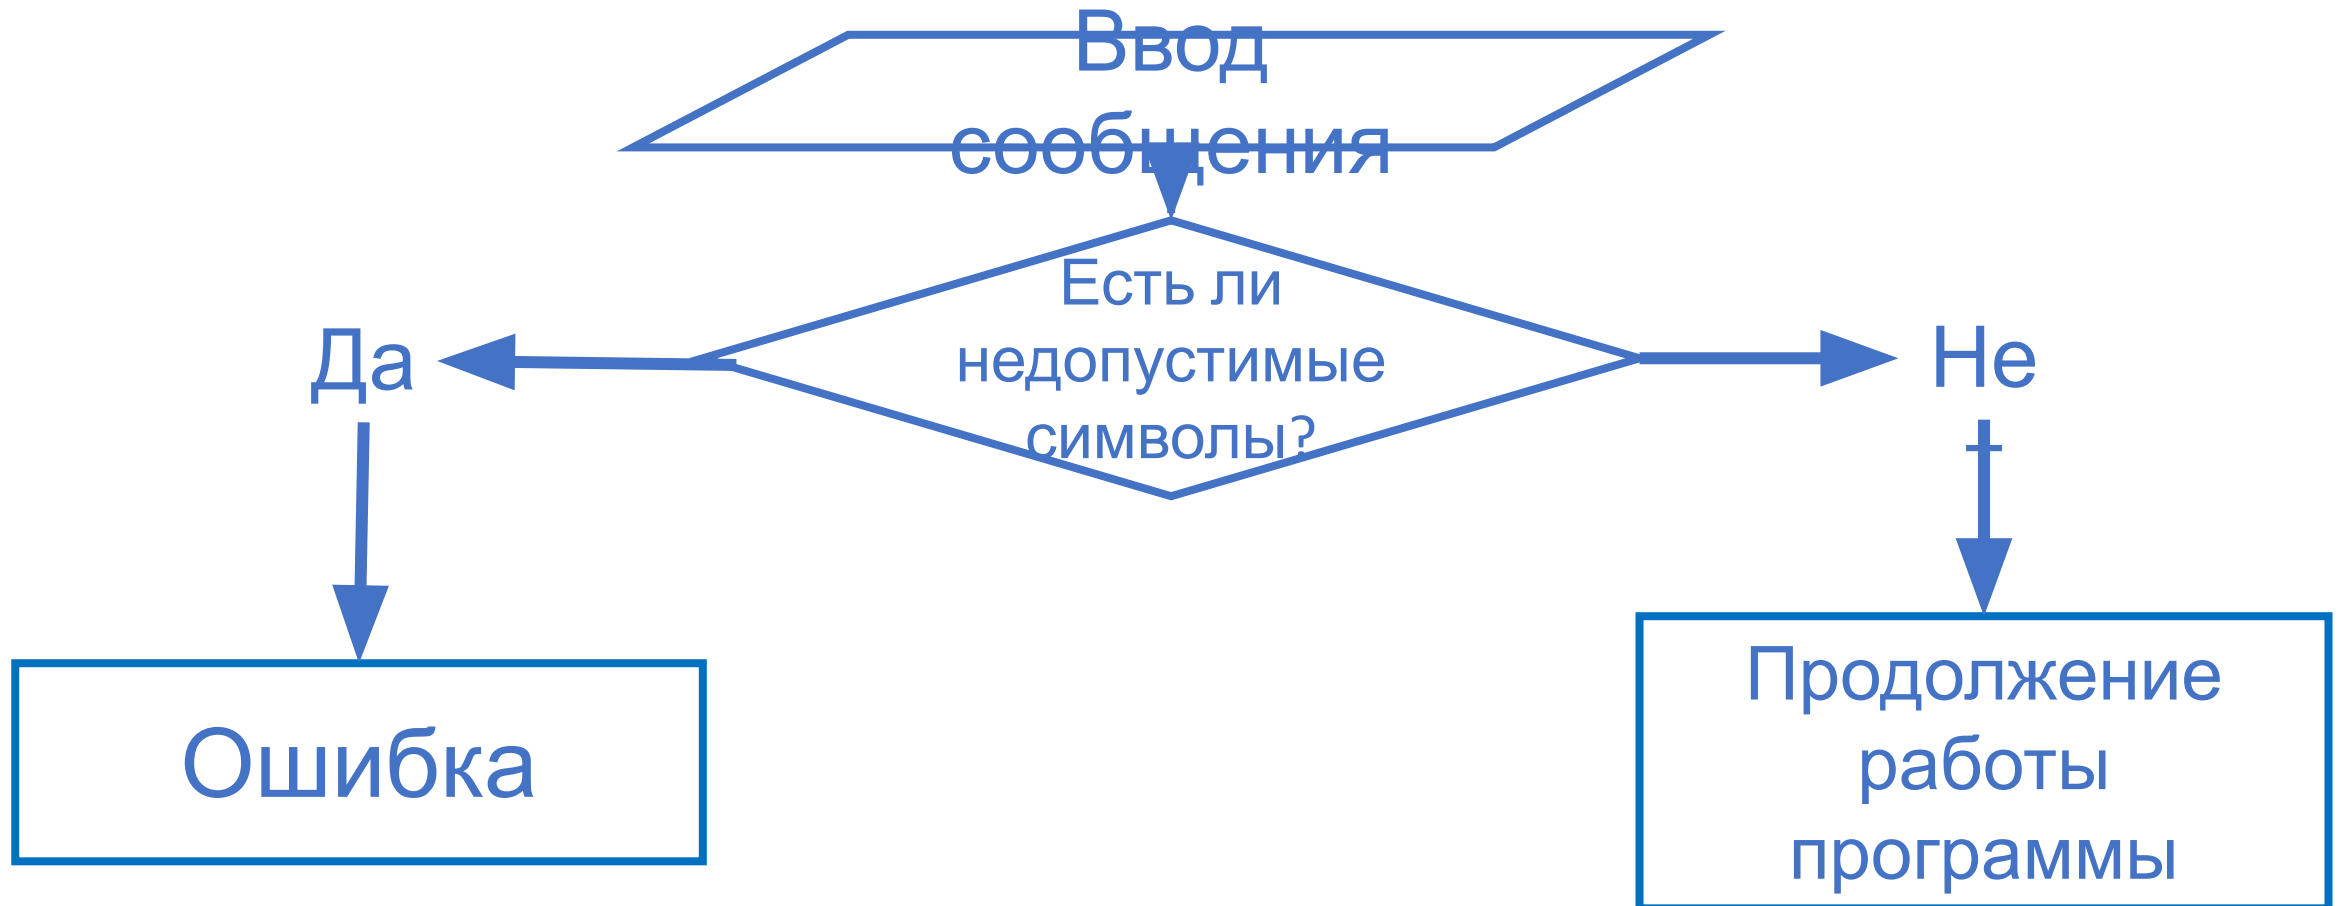 Ввод
сообщения
Есть ли
недопустимые
символы?
Да
Не
т
Ошибка
Продолжение
работы
программы